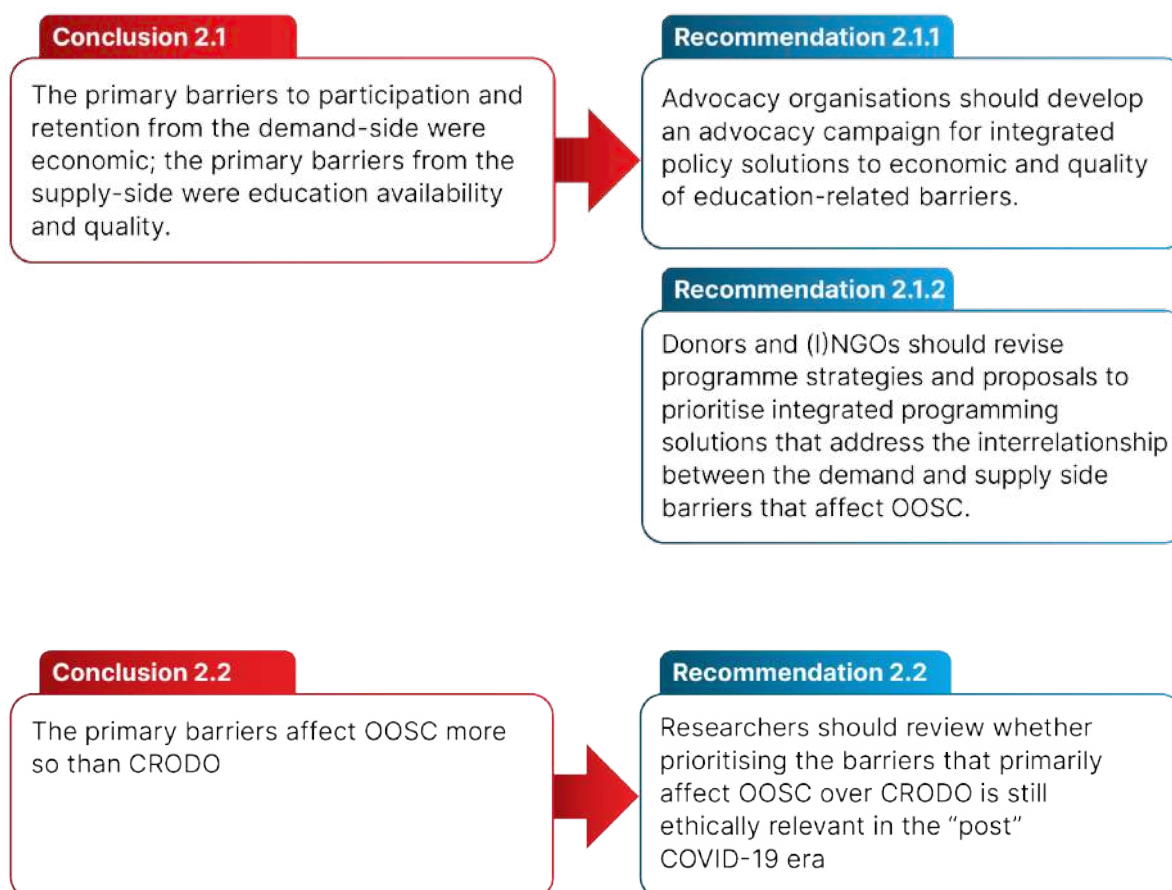 Conclusion 2.1
The primary barriers to participation and
retention from the demand-side were
economic; the primary barriers from the
supply-side were education availability
and quality.
Recommendation 2.1.1
Advocacy organisations should develop
an advocacy campaign for integrated
policy solutions to economic and quality
of education-related barriers.
Recommendation 2.1.2
Donors and (I)NGOs should revise
programme strategies and proposals to
prioritise integrated programming
solutions that address the interrelationship
between the demand and supply side
barriers that affect OOSC.
Conclusion 2.2
The primary barriers affect OOSC more
so than CRODO
Recommendation 2.2
Researchers should review whether
prioritising the barriers that primarily
affect OOSC over CRODO is still
ethically relevant in the “post”
COVID-19 era